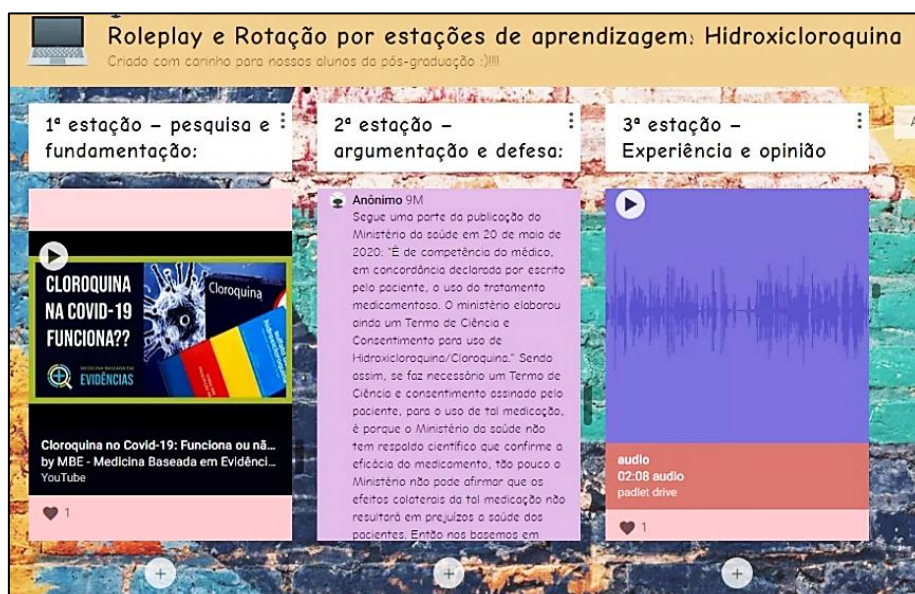 Roleplay e Rotação por estações de aprendizagem: Hidroxicloroquina
Criado com carinho para nossos alunos da pós-graduação :)!!!!
1ª estação – pesquisa e
fundamentação:
CLOROQUINA
NA COVID-19
FUNCIONA??
Cloroquina
MEDICINA BASEADA EM
EVIDÊNCIAS
Cloroquina no Covid-19: Funciona ou nã...
by MBE - Medicina Baseada em Evidênci...
YouTube
1
2ª estação –
argumentação e defesa:
Anônimo 9M
Segue uma parte da publicação do
Ministério da saúde em 20 de maio de
2020: "É de competência do médico,
em concordância declarada por escrito
pelo paciente, o uso do tratamento
medicamentoso. O ministério elaborou
ainda um Termo de Ciência e
Consentimento para uso de
Hidroxicloroquina/Cloroquina." Sendo
assim, se faz necessário um Termo de
Ciência e consentimento assinado pelo
paciente, para o uso de tal medicação,
é porque o Ministério da saúde não
tem respaldo científico que confirme a
eficácia do medicamento, tão pouco o
Ministério não pode afirmar que os
efeitos colaterais da tal medicação não
resultará em prejuízos a saúde dos
pacientes. Então nos basemos em
3ª estação –
Experiência e opinião
audio
02:08 audio
padlet drive
1
A